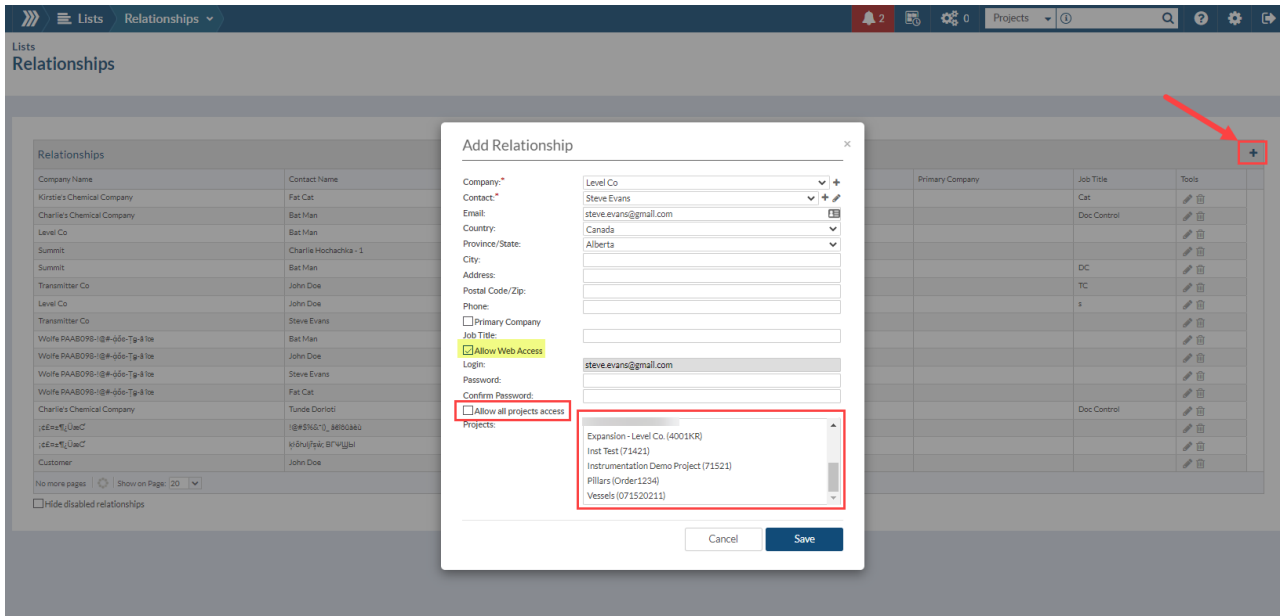 Lists Relationships 2 0 Projects
Lists
Relationships
Relationships
Company Name Contact Name Primary Company Job Title Tools
Kirstie's Chemical Company Fat Cat Cat
Charlie's Chemical Company Bat Man Doc Control
Level Co Bat Man
Summit Charlie Hochachka - 1
Summit Bat Man DC
Transmitter Co John Doe TC
Level Co John Doe s
Transmitter Co Steve Evans
Wolfe Bat Man
Wolfe John Doe
Wolfe Steve Evans
Wolfe Fat Cat
Charlie's Chemical Company Tunde Dorloti Doc Control
Customer John Doe
No more pages Show on Page: 20
Hide disabled relationships
Add Relationship ×
Company:* Level Co
Contact:* Steve Evans
Email: steve.evans@gmail.com
Country: Canada
Province/State: Alberta
City:
Address:
Postal Code/Zip:
Phone:
Primary Company
Job Title:
Allow Web Access
Login: steve.evans@gmail.com
Password:
Confirm Password:
Allow all projects access
Projects:
Expansion - Level Co. (4001KR)
Inst Test (71421)
Instrumentation Demo Project (71521)
Pillars (Order1234)
Vessels (071520211)
Cancel Save